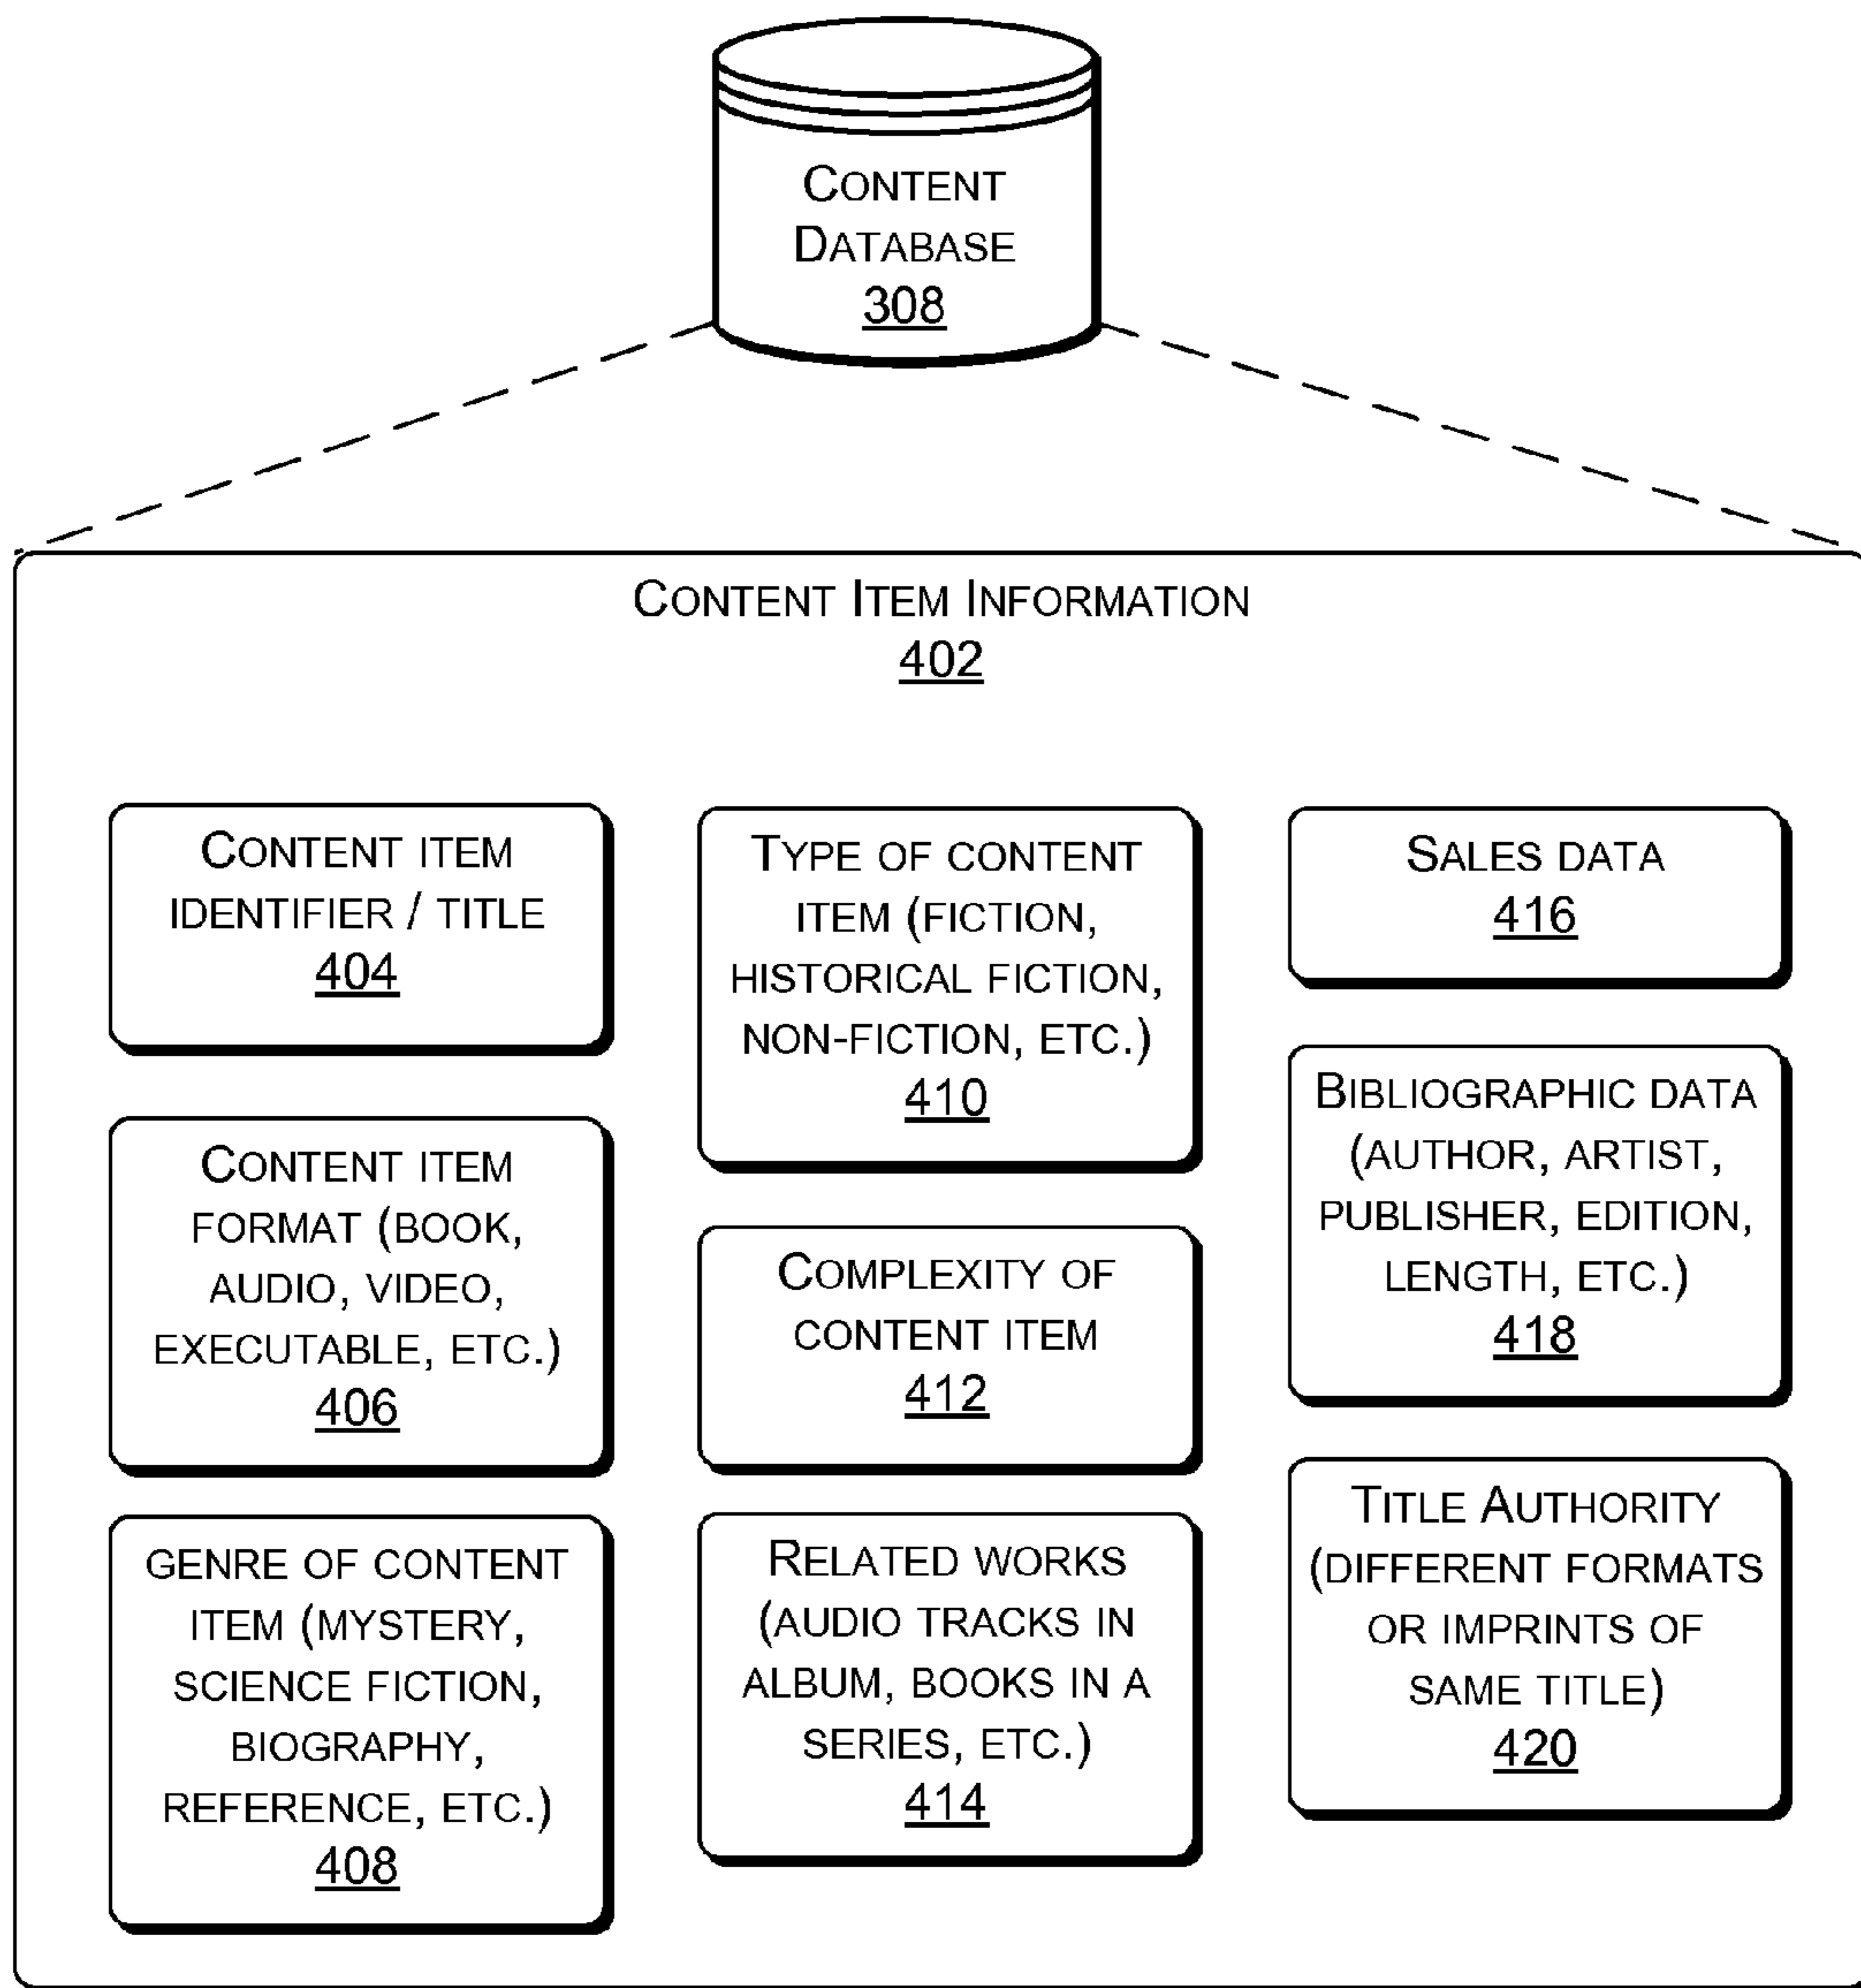 CONTENT
DATABASE
308
CONTENT ITEM INFORMATION
402
CONTENT ITEM
IDENTIFIER / TITLE
404
CONTENT ITEM
FORMAT (BOOK,
AUDIO, VIDEO,
EXECUTABLE, ETC.)
406
GENRE OF CONTENT
ITEM (MYSTERY,
SCIENCE FICTION,
BIOGRAPHY,
REFERENCE, ETC.)
408
TYPE OF CONTENT
ITEM (FICTION,
HISTORICAL FICTION,
NON-FICTION, ETC.)
410
COMPLEXITY OF
CONTENT ITEM
412
RELATED WORKS
(AUDIO TRACKS IN
ALBUM, BOOKS IN A
SERIES, ETC.)
414
SALES DATA
416
BIBLIOGRAPHIC DATA
(AUTHOR, ARTIST,
PUBLISHER, EDITION,
LENGTH, ETC.)
418
TITLE AUTHORITY
(DIFFERENT FORMATS
OR IMPRINTS OF
SAME TITLE)
420